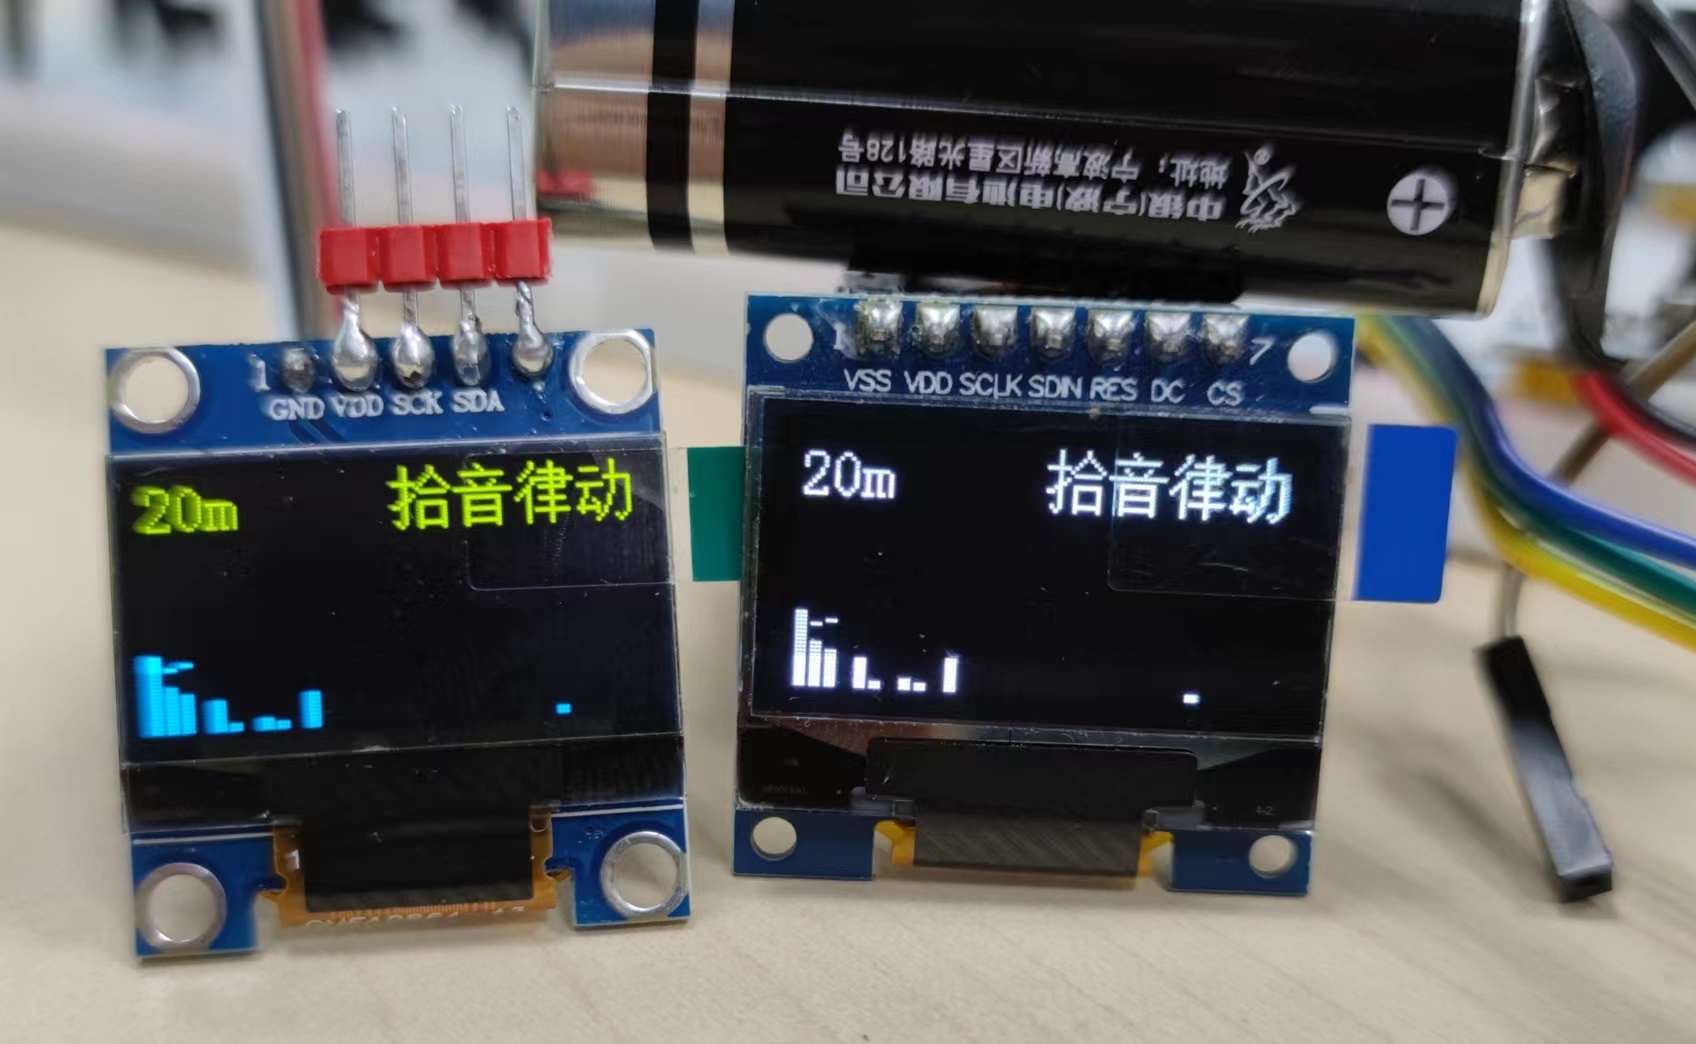 中银(宁波)电池有限公司
地址：宁波高新区星光路128号
1
GND VDD SCK SDA
20m 拾音律动
1 7
VSS VDD SCLK SDIN RES DC CS
20m 拾音律动